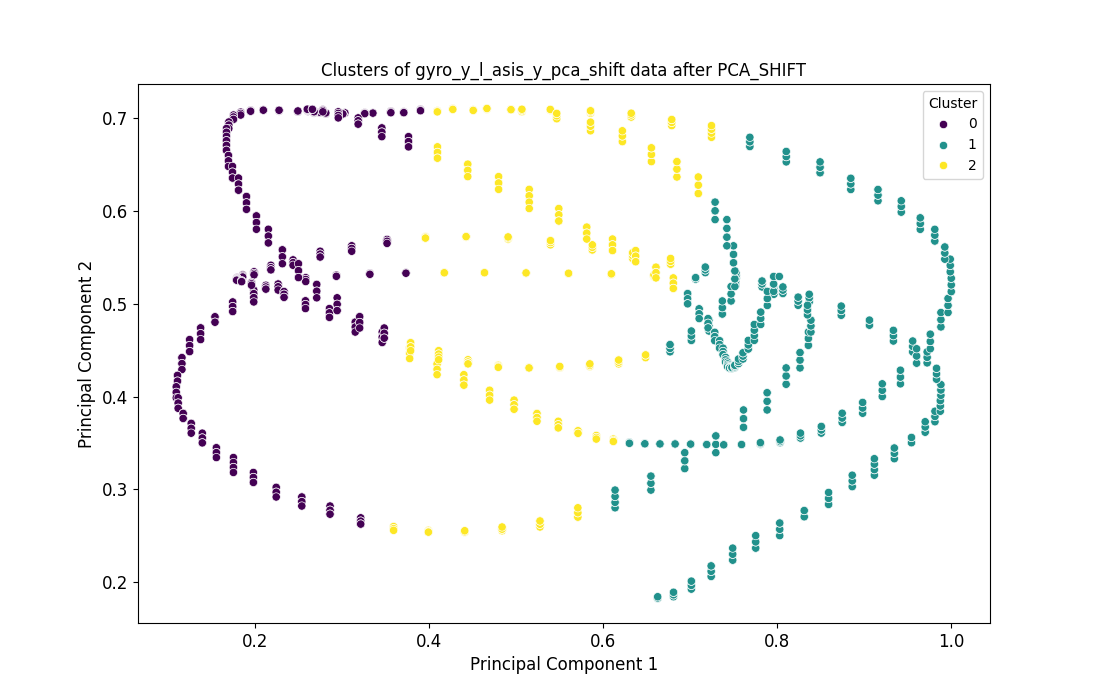 Clusters of gyro_y_l_asis_y_pca_shift data after PCA_SHIFT
Cluster
0
1
2
0.7
0.6
0.5
0.4
0.3
0.2
Principal Component 2
0.2 0.4 0.6 0.8 1.0
Principal Component 1